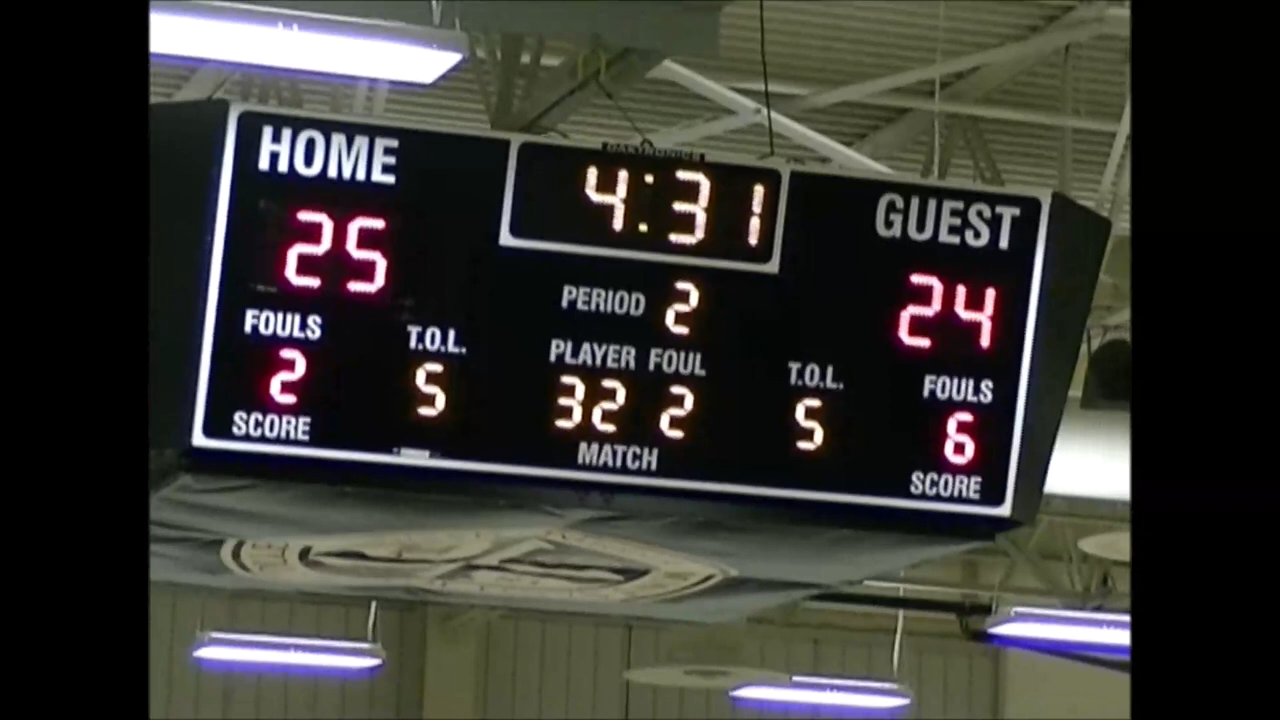 DAKTRONICS
HOME
4:31
GUEST
25
PERIOD 2
24
FOULS
T.O.L.
PLAYER FOUL
T.O.L.
FOULS
2
5
32 2
5
6
SCORE
MATCH
SCORE